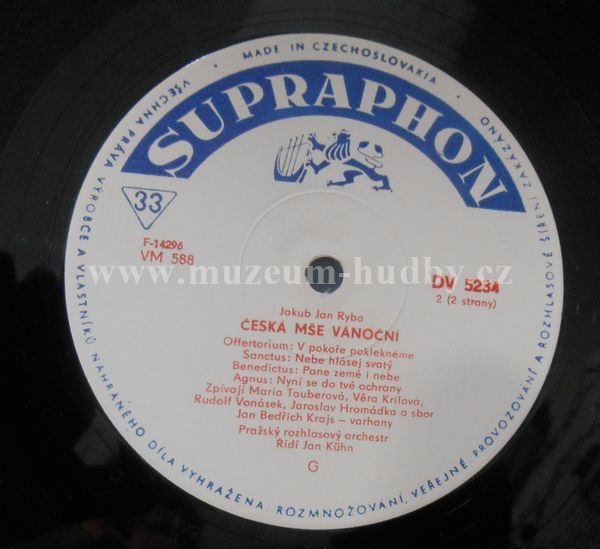 MADE IN CZECHOSLOVAKIA
SUPRAPHON
33
F-14296
VM 588
DV 5234
2 (2 strany)
www.muzeum-hudby.cz
Jakub Jan Ryba
ČESKÁ MŠE VÁNOČNÍ
Offertorium: V pokoře poklekněme
Sanctus: Nebe hlásej svatý
Benedictus: Pane země i nebe
Agnus: Nyní se do tvé ochrany
Zpívají Maria Tauberová, Věra Krilová,
Rudolf Vonásek, Jaroslav Hromádka a sbor
Jan Bedřich Krajs – varhany
Pražský rozhlasový orchestr
Řídí Jan Kühn
G
VŠECHNA PRÁVA VÝROBCE A VLASTNÍKŮ NAHRANÉHO DÍLA VYHRAŽENA. ROZMNOŽOVÁNÍ, VEŘEJNÉ PROVOZOVÁNÍ A ROZHLASOVÉ ŠÍŘENÍ ZAKÁZÁNO